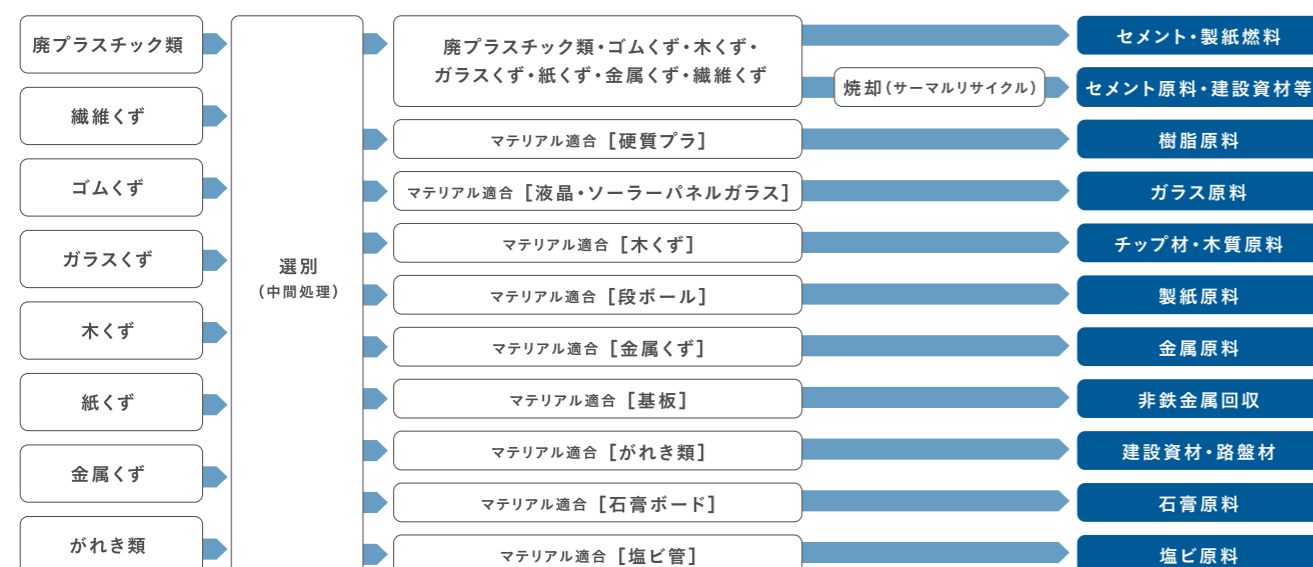 廃プラスチック類
繊維くず
ゴムくず
ガラスくず
木くず
紙くず
金属くず
がれき類
選別
(中間処理)
廃プラスチック類・ゴムくず・木くず・
ガラスくず・紙くず・金属くず・繊維くず
セメント・製紙燃料
焼却(サーマルリサイクル)
セメント原料・建設資材等
マテリアル適合 [硬質プラ]
樹脂原料
マテリアル適合 [液晶・ソーラーパネルガラス]
ガラス原料
マテリアル適合 [木くず]
チップ材・木質原料
マテリアル適合 [段ボール]
製紙原料
マテリアル適合 [金属くず]
金属原料
マテリアル適合 [基板]
非鉄金属回収
マテリアル適合 [がれき類]
建設資材・路盤材
マテリアル適合 [石膏ボード]
石膏原料
マテリアル適合 [塩ビ管]
塩ビ原料